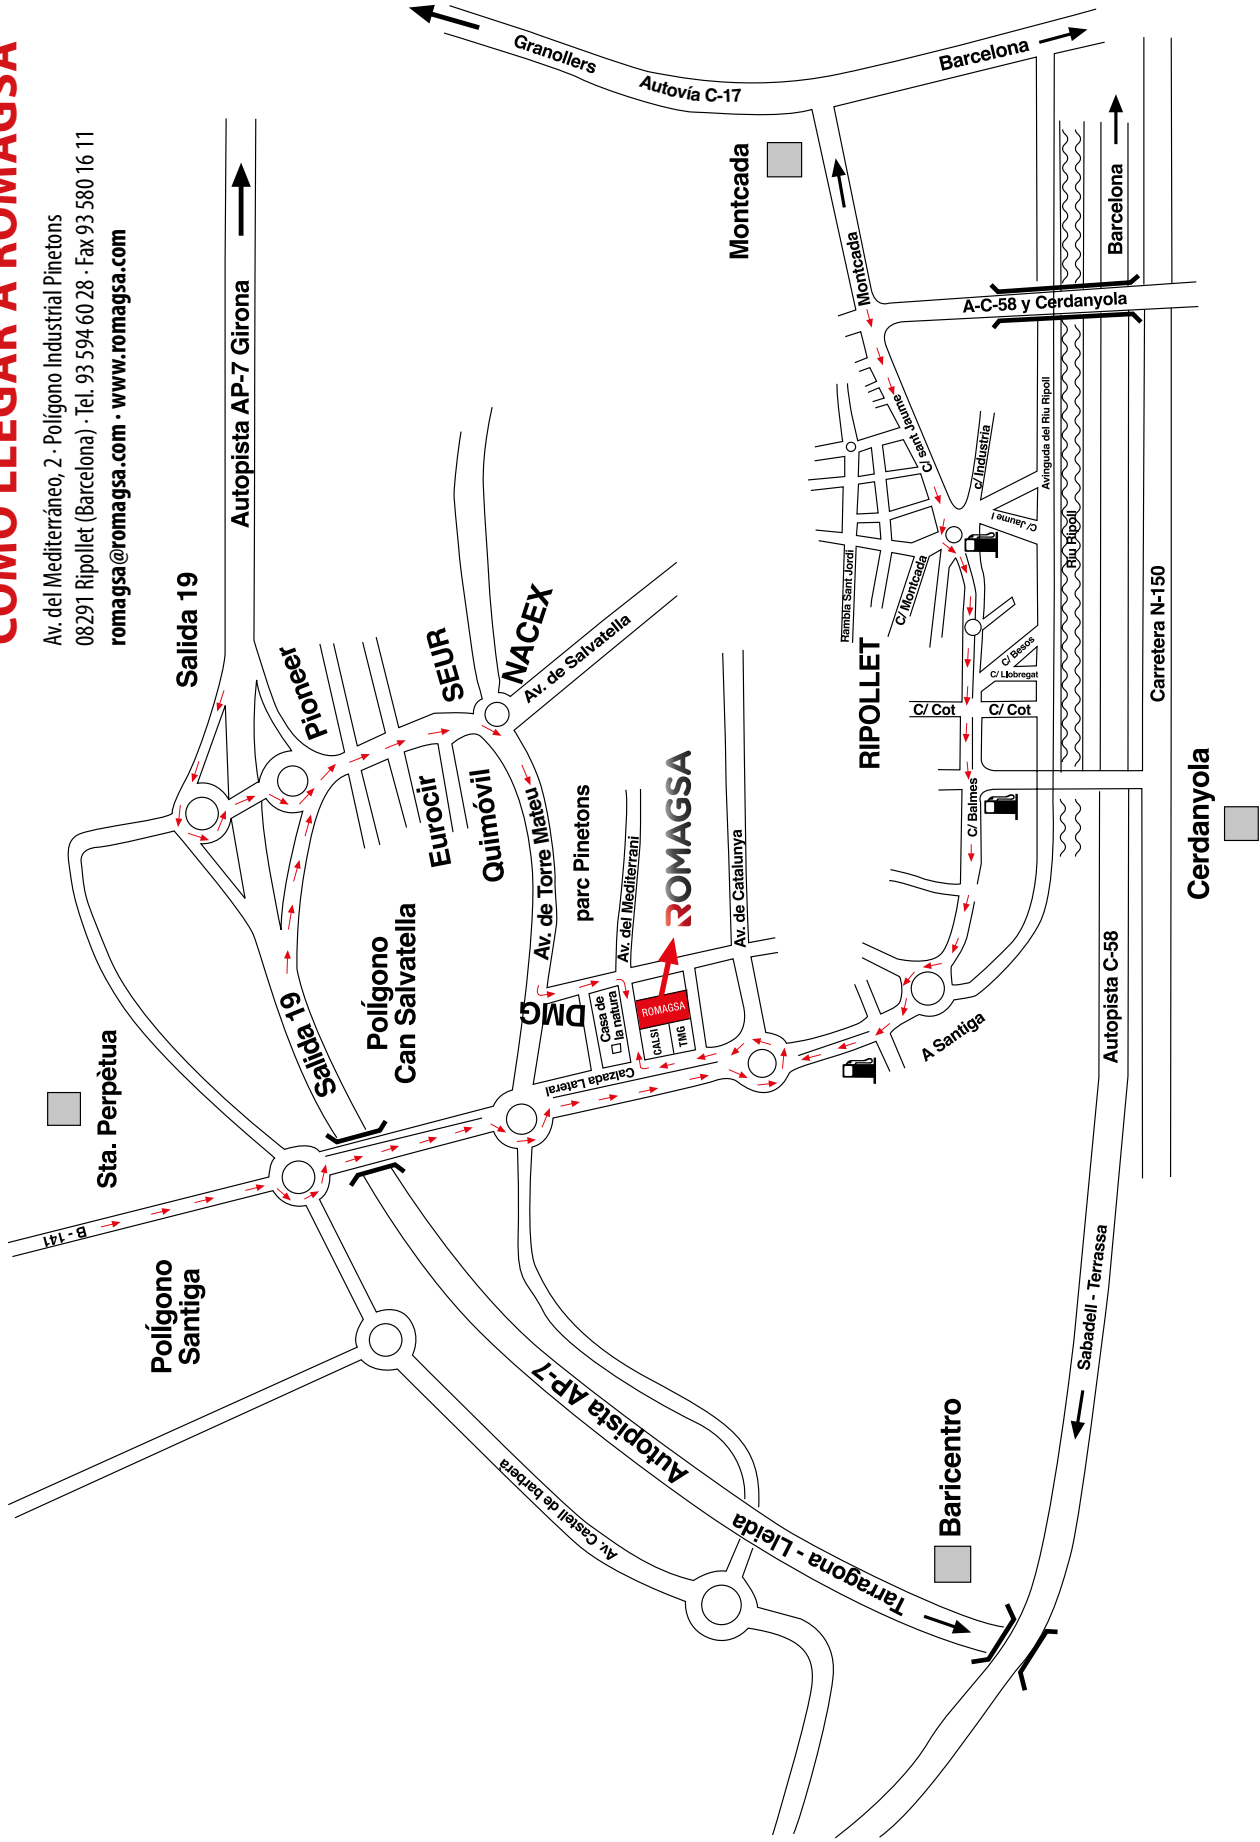 COMO LLEGAR A ROMAGSA
Av. del Mediterráneo, 2 · Polígono Industrial Pinetons
08291 Ripollet (Barcelona) · Tel. 93 594 60 28 · Fax 93 580 16 11
romagsa@romagsa.com · www.romagsa.com
Granollers
Autovía C-17
Barcelona
Montcada
Montcada
Barcelona
A-C-58 y Cerdanyola
Autopista AP-7 Girona
Salida 19
Pioneer
SEUR
NACEX
Av. de Salvatella
Eurocir
Quimóvil
Av. de Torre Mateu
parc Pinetons
Av. del Mediterrani
ROMAGSA
Av. de Catalunya
RIPOLLET
Rambla Sant Jordi
C/ Montcada
C/ sant Jaume
c/ Industria
C/ Jaume I
Avinguda del Riu Ripoll
Riu Ripoll
C/ Besos
C/ Llobregat
C/ Cot
C/ Cot
C/ Balmes
Carretera N-150
Cerdanyola
Autopista C-58
A Santiga
Sta. Perpètua
Salida 19
Polígono
Can Salvatella
DMG
Casa de
la natura
ROMAGSA
CALSI
TMG
Calzada Lateral
B - 141
Polígono
Santiga
Autopista AP-7
Av. Castell de barberà
Tarragona - Lleida
Baricentro
Sabadell - Terrassa